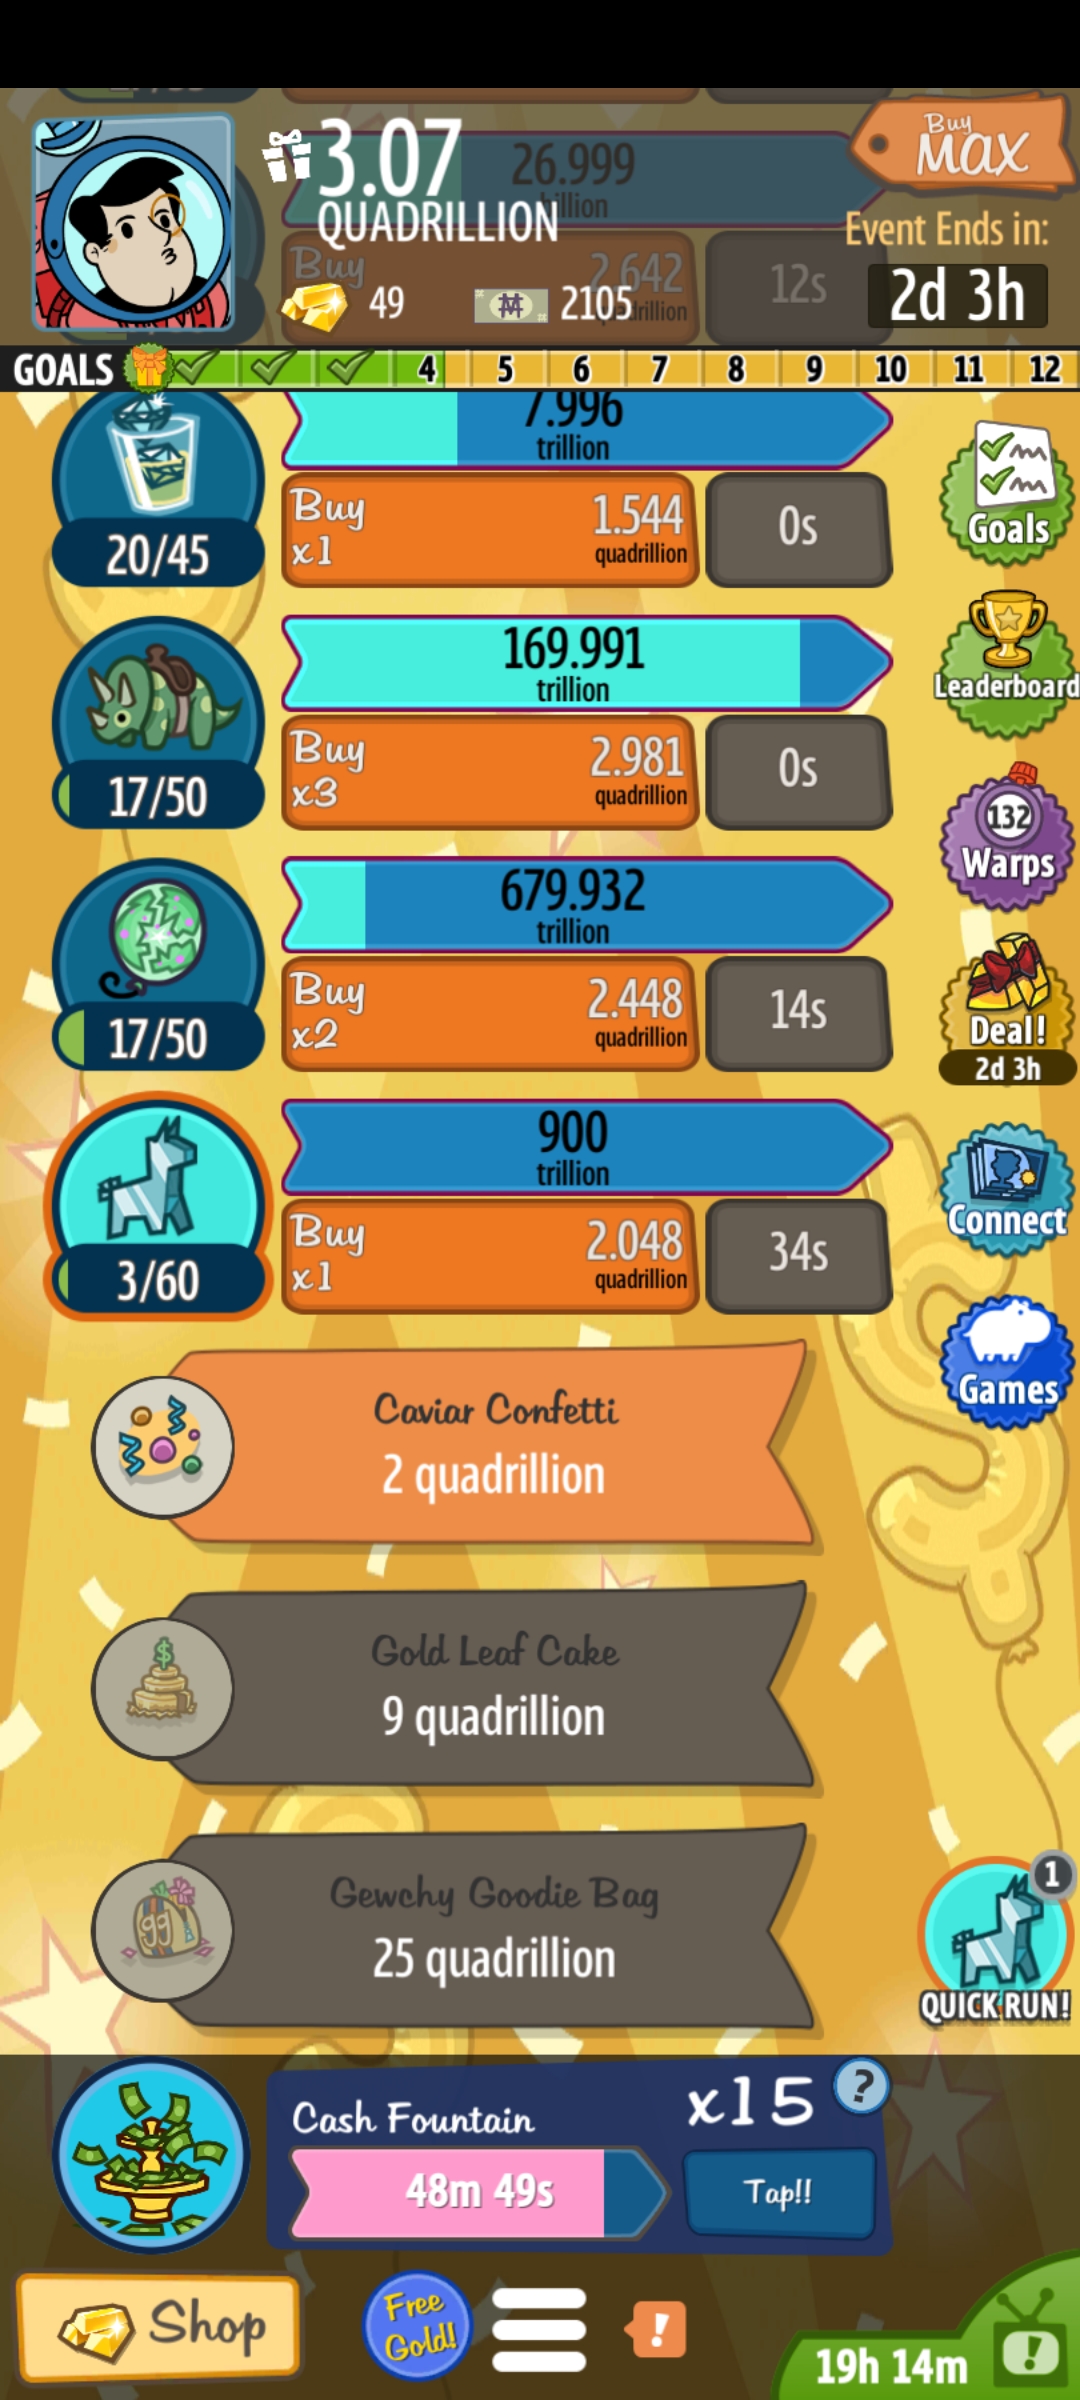 3.07
QUADRILLION
Buy
MAX
26.999
Event Ends in:
2d 3h
49
2105
Buy
2.642
12s
GOALS
4 5 6 7 8 9 10 11 12
7.996
trillion
Buy
x1
1.544
quadrillion
0s
20/45
Goals
169.991
trillion
Buy
x3
2.981
quadrillion
0s
17/50
Leaderboard
132
Warps
679.932
trillion
Buy
x2
2.448
quadrillion
14s
17/50
Deal!
2d 3h
900
trillion
Buy
x1
2.048
quadrillion
34s
3/60
Connect
Games
Caviar Confetti
2 quadrillion
Gold Leaf Cake
9 quadrillion
Gewchy Goodie Bag
25 quadrillion
1
QUICK RUN!
Cash Fountain
x15
?
48m 49s
Tap!!
Shop
Free
Gold!
!
19h 14m
!